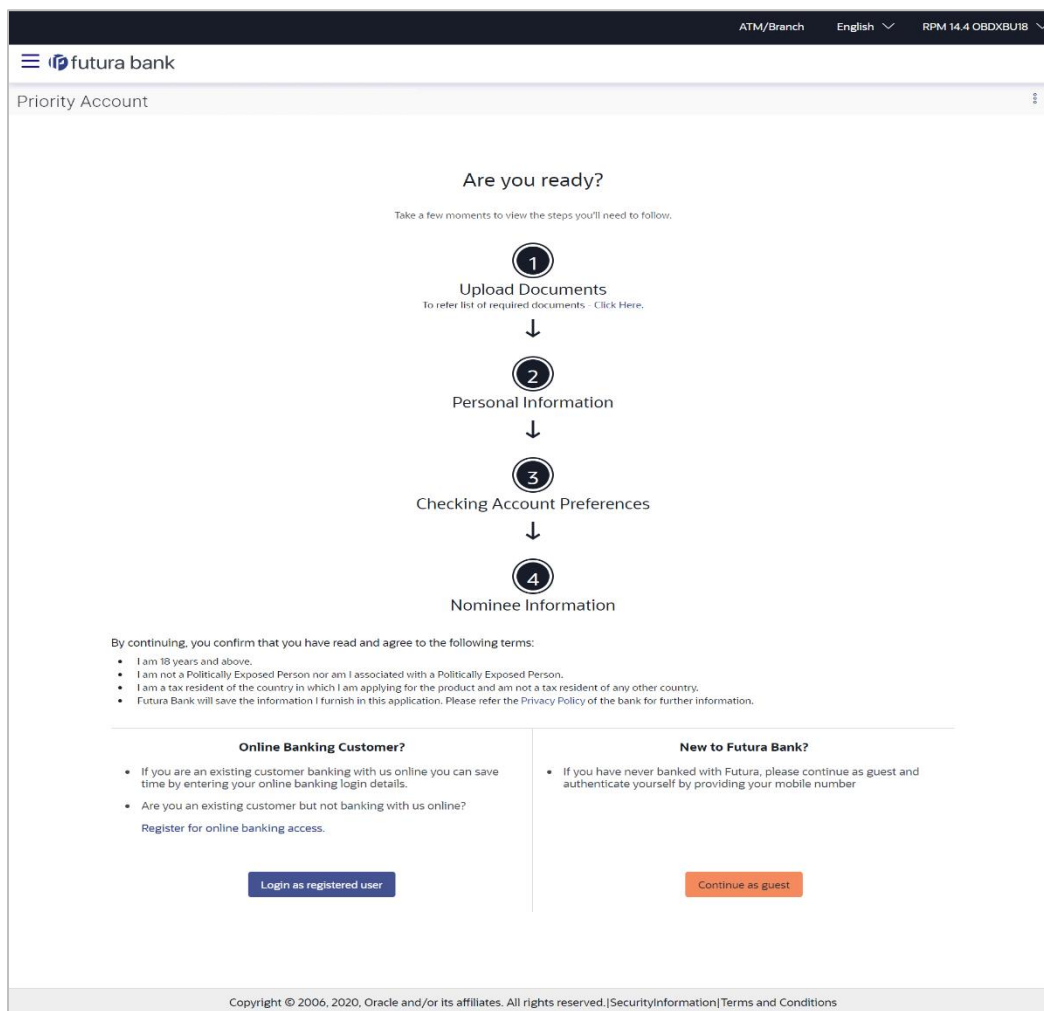 ATM/Branch English RPM 14.4 OBDXBU18
futura bank
Priority Account
Are you ready?
Take a few moments to view the steps you'll need to follow.
1
Upload Documents
To refer list of required documents - Click Here.
2
Personal Information
3
Checking Account Preferences
4
Nominee Information
By continuing, you confirm that you have read and agree to the following terms:
• I am 18 years and above.
• I am not a Politically Exposed Person nor am I associated with a Politically Exposed Person.
• I am a tax resident of the country in which I am applying for the product and am not a tax resident of any other country.
• Futura Bank will save the information I furnish in this application. Please refer the Privacy Policy of the bank for further information.
Online Banking Customer?
• If you are an existing customer banking with us online you can save
time by entering your online banking login details.
• Are you an existing customer but not banking with us online?
Register for online banking access.
Login as registered user
New to Futura Bank?
• If you have never banked with Futura, please continue as guest and
authenticate yourself by providing your mobile number
Continue as guest
Copyright © 2006, 2020, Oracle and/or its affiliates. All rights reserved.|SecurityInformation|Terms and Conditions